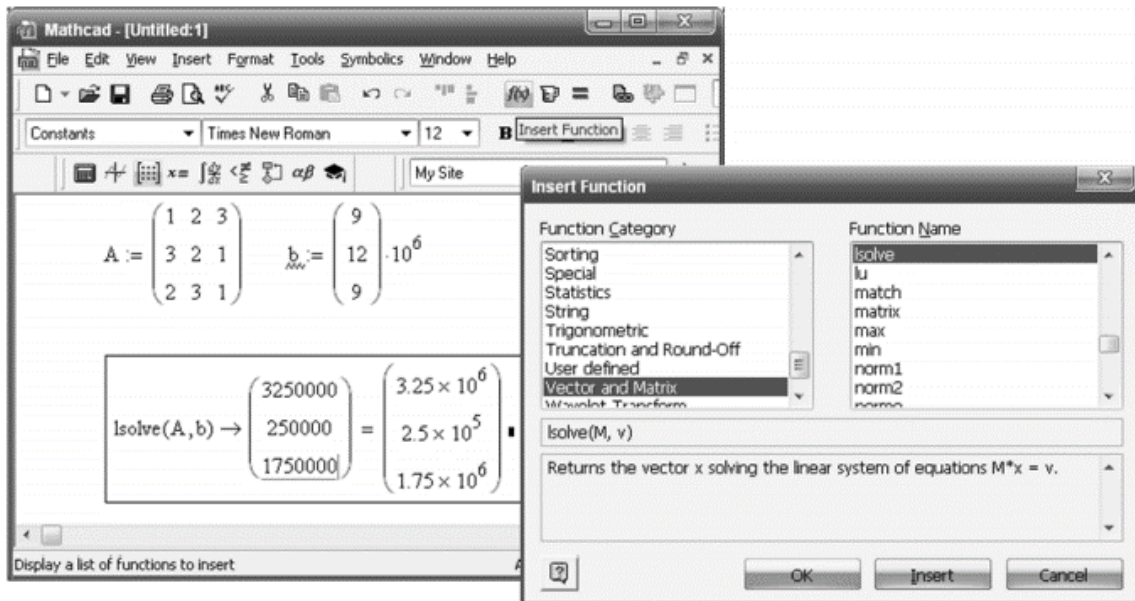 Mathcad - [Untitled:1]
File Edit View Insert Format Tools Symbolics Window Help
Constants Times New Roman 12 B Insert Function
My Site
A := ( 1 2 3
3 2 1
2 3 1 )
b := ( 9
12
9 ) · 10^6
lsolve(A,b) → ( 3250000
250000
1750000 ) = ( 3.25 × 10^6
2.5 × 10^5
1.75 × 10^6 )
Display a list of functions to insert
Insert Function
Function Category
Sorting
Special
Statistics
String
Trigonometric
Truncation and Round-Off
User defined
Vector and Matrix
Wavelet Transform
Function Name
lsolve
lu
match
matrix
max
min
norm1
norm2
lsolve(M, v)
Returns the vector x solving the linear system of equations M*x = v.
OK Insert Cancel